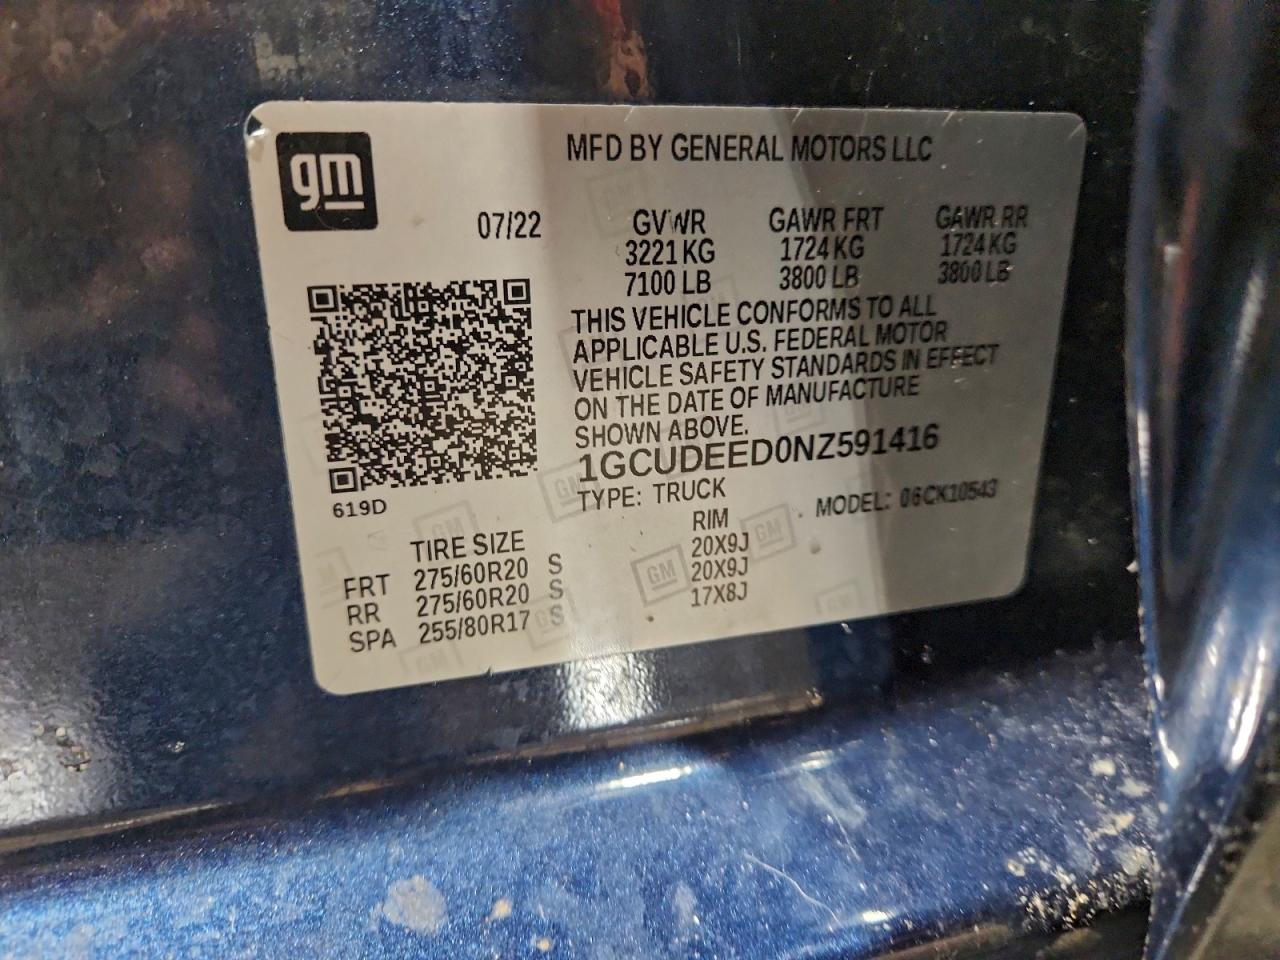 gm
MFD BY GENERAL MOTORS LLC
07/22 GVWR GAWR FRT GAWR RR
3221 KG 1724 KG 1724 KG
7100 LB 3800 LB 3800 LB
THIS VEHICLE CONFORMS TO ALL
APPLICABLE U.S. FEDERAL MOTOR
VEHICLE SAFETY STANDARDS IN EFFECT
ON THE DATE OF MANUFACTURE
SHOWN ABOVE.
1GCUDEED0NZ591416
TYPE: TRUCK MODEL: 06CK10543
619D
TIRE SIZE RIM
FRT 275/60R20 S 20X9J
RR 275/60R20 S 20X9J
SPA 255/80R17 S 17X8J